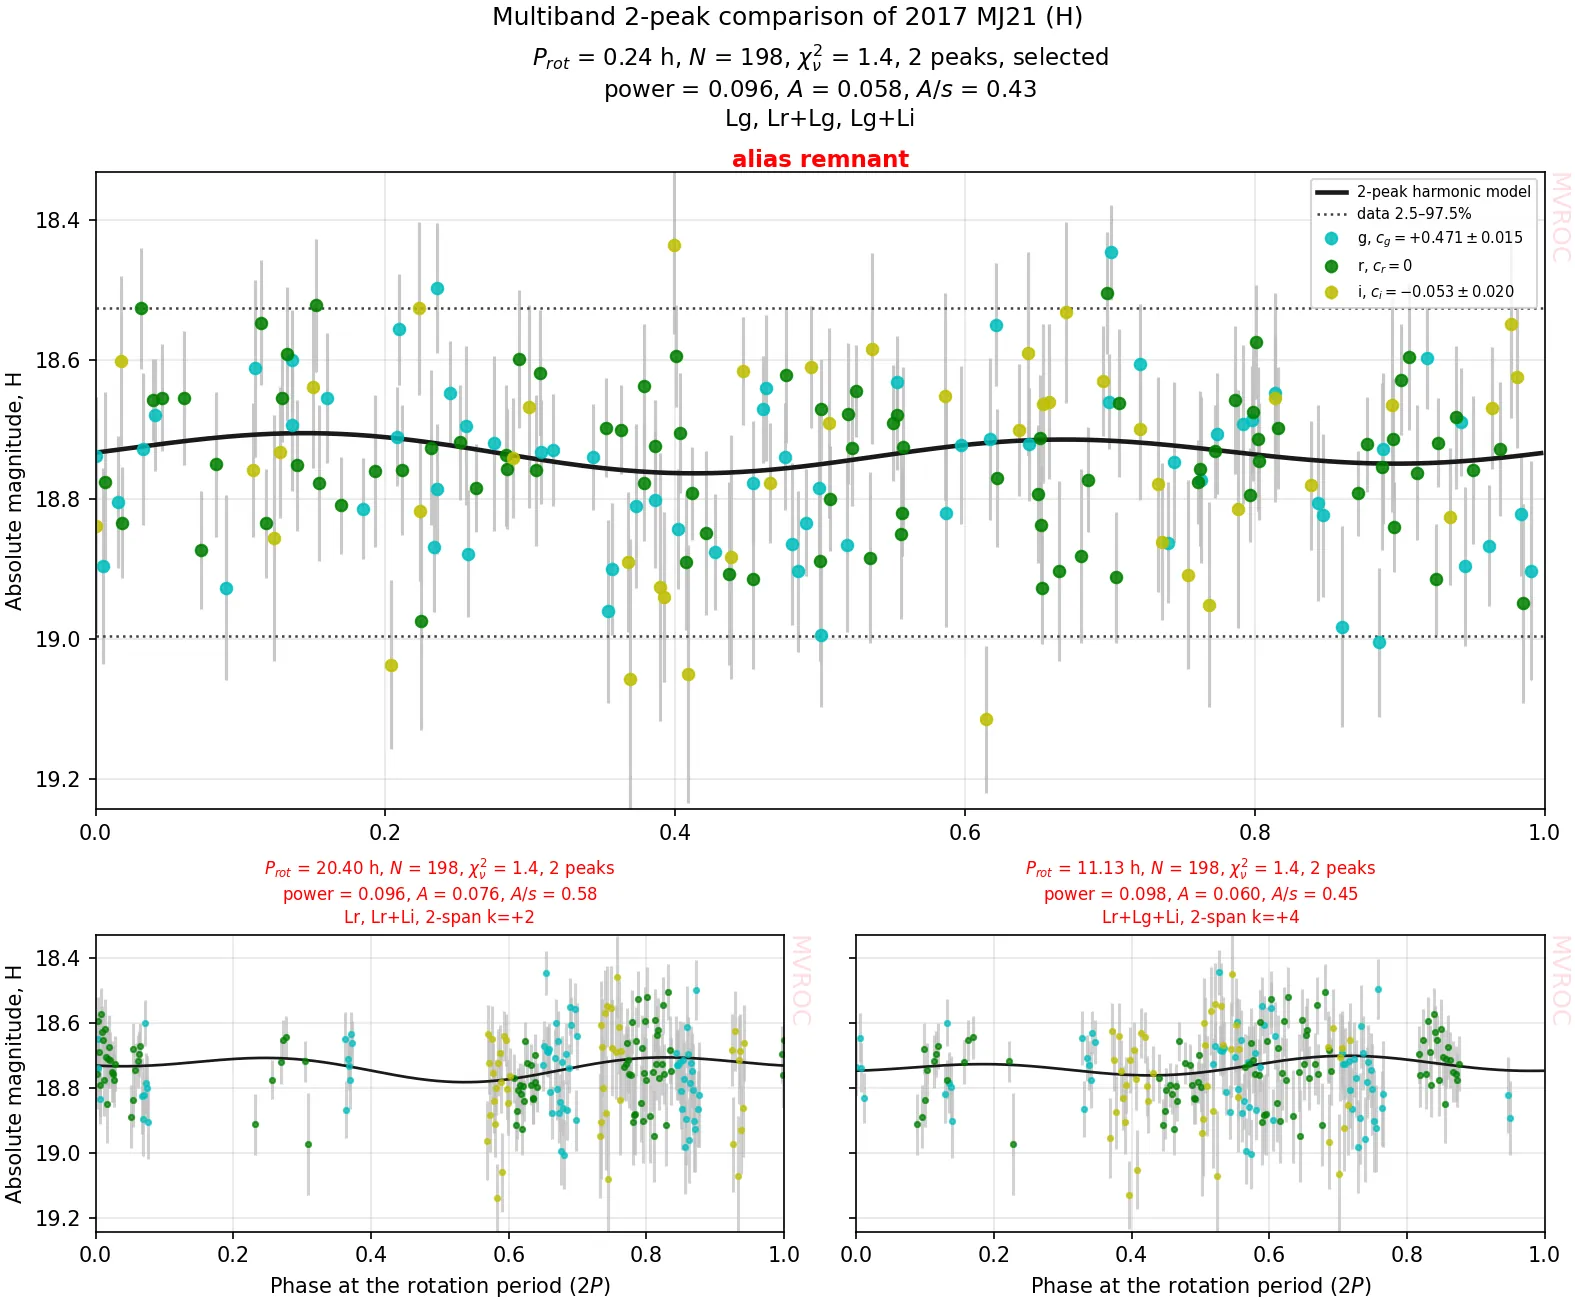 Multiband 2-peak comparison of 2017 MJ21 (H)
P_rot = 0.24 h, N = 198, χ²_ν = 1.4, 2 peaks, selected
power = 0.096, A = 0.058, A/s = 0.43
Lg, Lr+Lg, Lg+Li
alias remnant
2-peak harmonic model
data 2.5–97.5%
g, c_g = +0.471 ± 0.015
r, c_r = 0
i, c_i = −0.053 ± 0.020
MVROC
Absolute magnitude, H
18.4
18.6
18.8
19.0
19.2
0.0 0.2 0.4 0.6 0.8 1.0
P_rot = 20.40 h, N = 198, χ²_ν = 1.4, 2 peaks
power = 0.096, A = 0.076, A/s = 0.58
Lr, Lr+Li, 2-span k=+2
MVROC
Absolute magnitude, H
18.4
18.6
18.8
19.0
19.2
0.0 0.2 0.4 0.6 0.8 1.0
Phase at the rotation period (2P)
P_rot = 11.13 h, N = 198, χ²_ν = 1.4, 2 peaks
power = 0.098, A = 0.060, A/s = 0.45
Lr+Lg+Li, 2-span k=+4
MVROC
0.0 0.2 0.4 0.6 0.8 1.0
Phase at the rotation period (2P)